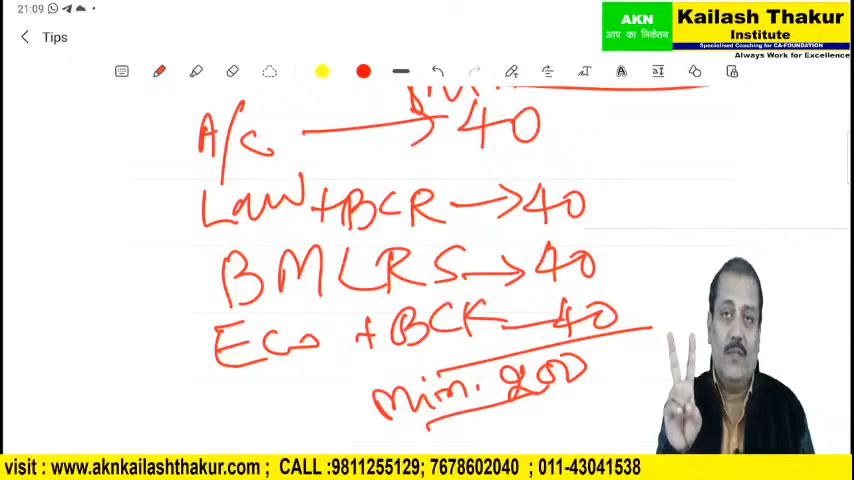 21:09
AKN
आप का निकेतन
Kailash Thakur
Institute
Specialised Coaching for CA-FOUNDATION
Always Work for Excellence
Tips
A/C → 40
Law + BCR → 40
BMLRS → 40
Eco + BCK — 40
Min. 200
visit : www.aknkailashthakur.com ; CALL :9811255129; 7678602040 ; 011-43041538